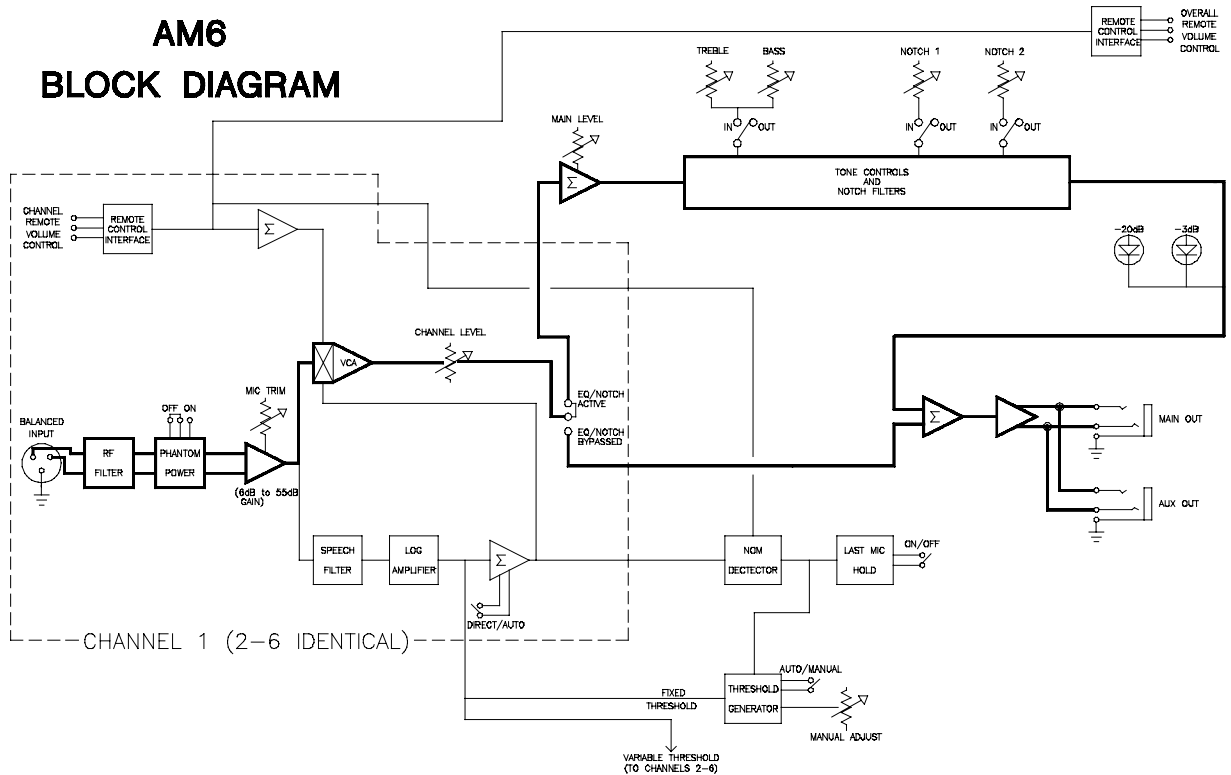 AM6
BLOCK DIAGRAM
REMOTE
CONTROL
INTERFACE
OVERALL
REMOTE
VOLUME
CONTROL
TREBLE
BASS
NOTCH 1
NOTCH 2
IN
OUT
IN
OUT
IN
OUT
MAIN LEVEL
Σ
TONE CONTROLS
AND
NOTCH FILTERS
CHANNEL
REMOTE
VOLUME
CONTROL
REMOTE
CONTROL
INTERFACE
Σ
-20dB
-3dB
CHANNEL LEVEL
VCA
MIC TRIM
EQ/NOTCH
ACTIVE
EQ/NOTCH
BYPASSED
OFF ON
BALANCED
INPUT
RF
FILTER
PHANTOM
POWER
(6dB to 55dB
GAIN)
Σ
MAIN OUT
AUX OUT
SPEECH
FILTER
LOG
AMPLIFIER
Σ
DIRECT/AUTO
NOM
DECTECTOR
LAST MIC
HOLD
ON/OFF
CHANNEL 1 (2-6 IDENTICAL)
AUTO/MANUAL
FIXED
THRESHOLD
THRESHOLD
GENERATOR
MANUAL ADJUST
VARIABLE THRESHOLD
(TO CHANNELS 2-6)